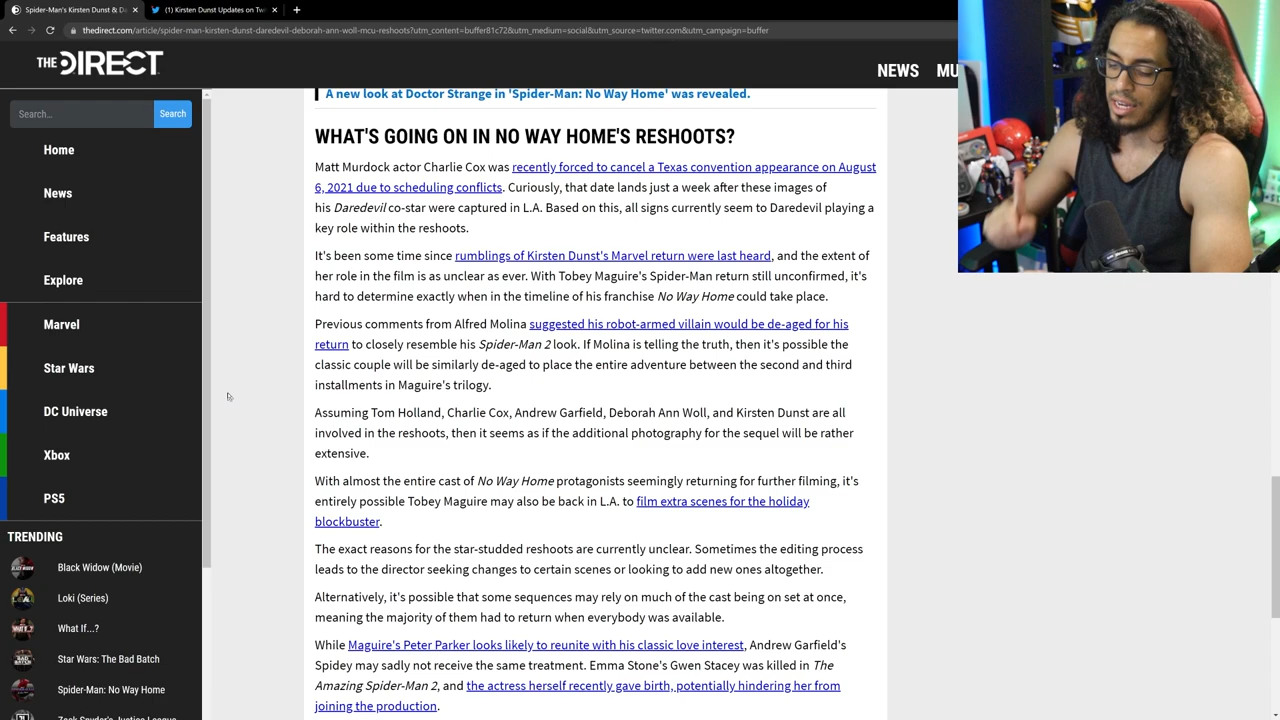 Spider-Man's Kirsten Dunst & D
(1) Kirsten Dunst Updates on Tw
thedirect.com/article/spider-man-kirsten-dunst-daredevil-deborah-ann-woll-mcu-reshoots?utm_content=buffer81c72&utm_medium=social&utm_source=twitter.com&utm_campaign=buffer
THE DIRECT
NEWS
MU
Search...
Search
Home
News
Features
Explore
Marvel
Star Wars
DC Universe
Xbox
PS5
TRENDING
Black Widow (Movie)
Loki (Series)
What If...?
Star Wars: The Bad Batch
Spider-Man: No Way Home
Zack Snyder's Justice League
A new look at Doctor Strange in 'Spider-Man: No Way Home' was revealed.
WHAT'S GOING ON IN NO WAY HOME'S RESHOOTS?
Matt Murdock actor Charlie Cox was recently forced to cancel a Texas convention appearance on August
6, 2021 due to scheduling conflicts. Curiously, that date lands just a week after these images of
his Daredevil co-star were captured in L.A. Based on this, all signs currently seem to Daredevil playing a
key role within the reshoots.
It's been some time since rumblings of Kirsten Dunst's Marvel return were last heard, and the extent of
her role in the film is as unclear as ever. With Tobey Maguire's Spider-Man return still unconfirmed, it's
hard to determine exactly when in the timeline of his franchise No Way Home could take place.
Previous comments from Alfred Molina suggested his robot-armed villain would be de-aged for his
return to closely resemble his Spider-Man 2 look. If Molina is telling the truth, then it's possible the
classic couple will be similarly de-aged to place the entire adventure between the second and third
installments in Maguire's trilogy.
Assuming Tom Holland, Charlie Cox, Andrew Garfield, Deborah Ann Woll, and Kirsten Dunst are all
involved in the reshoots, then it seems as if the additional photography for the sequel will be rather
extensive.
With almost the entire cast of No Way Home protagonists seemingly returning for further filming, it's
entirely possible Tobey Maguire may also be back in L.A. to film extra scenes for the holiday
blockbuster.
The exact reasons for the star-studded reshoots are currently unclear. Sometimes the editing process
leads to the director seeking changes to certain scenes or looking to add new ones altogether.
Alternatively, it's possible that some sequences may rely on much of the cast being on set at once,
meaning the majority of them had to return when everybody was available.
While Maguire's Peter Parker looks likely to reunite with his classic love interest, Andrew Garfield's
Spidey may sadly not receive the same treatment. Emma Stone's Gwen Stacey was killed in The
Amazing Spider-Man 2, and the actress herself recently gave birth, potentially hindering her from
joining the production.